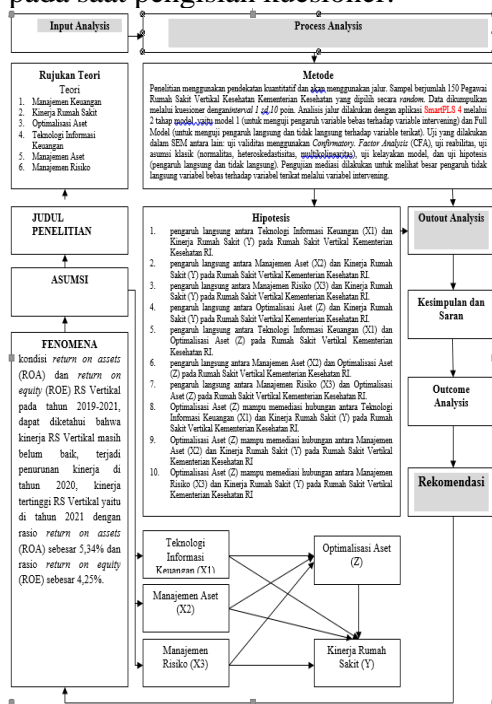 pada saat pengisian kuesioner.
Input Analysis
Process Analysis
Rujukan Teori
Teori
1. Manajemen Keuangan
2. Kinerja Rumah Sakit
3. Optimalisasi Aset
4. Teknologi Informasi
Keuangan
5. Manajemen Aset
6. Manajemen Risiko
Metode
Penelitian menggunakan pendekatan kuantitatif dan akan menggunakan jalur. Sampel berjumlah 150 Pegawai
Rumah Sakit Vertikal Kesehatan Kementerian Kesehatan yang dipilih secara random. Data dikumpulkan
melalui kuesioner denganinterval 1 sd 10 poin. Analisis jalur dilakukan dengan aplikasi SmartPLS 4 melalui
2 tahap model yaitu model 1 (untuk menguji pengaruh variable bebas terhadap variable intervening) dan Full
Model (untuk menguji pengaruh langsung dan tidak langsung terhadap variable terikat). Uji yang dilakukan
dalam SEM antara lain: uji validitas menggunakan Confirmatory. Factor Analysis (CFA), uji reabilitas, uji
asumsi klasik (normalitas, heteroskedastisitas, multikolinearitas), uji kelayakan model, dan uji hipotesis
(pengaruh langsung dan tidak langsung). Pengujian mediasi dilakukan untuk melihat besar pengaruh tidak
langsung variabel bebas terhadap variabel terikat melalui variabel intervening.
JUDUL
PENELITIAN
ASUMSI
FENOMENA
kondisi return on assets
(ROA) dan return on
equity (ROE) RS Vertikal
pada tahun 2019-2021,
dapat diketahui bahwa
kinerja RS Vertikal masih
belum baik, terjadi
penurunan kinerja di
tahun 2020, kinerja
tertinggi RS Vertikal yaitu
di tahun 2021 dengan
rasio return on assets
(ROA) sebesar 5,34% dan
rasio return on equity
(ROE) sebesar 4,25%.
Hipotesis
1. pengaruh langsung antara Teknologi Informasi Keuangan (X1) dan
Kinerja Rumah Sakit (Y) pada Rumah Sakit Vertikal Kementerian
Kesehatan RI.
2. pengaruh langsung antara Manajemen Aset (X2) dan Kinerja Rumah
Sakit (Y) pada Rumah Sakit Vertikal Kementerian Kesehatan RI.
3. pengaruh langsung antara Manajemen Risiko (X3) dan Kinerja Rumah
Sakit (Y) pada Rumah Sakit Vertikal Kementerian Kesehatan RI.
4. pengaruh langsung antara Optimalisasi Aset (Z) dan Kinerja Rumah
Sakit (Y) pada Rumah Sakit Vertikal Kementerian Kesehatan RI.
5. pengaruh langsung antara Teknologi Informasi Keuangan (X1) dan
Optimalisasi Aset (Z) pada Rumah Sakit Vertikal Kementerian
Kesehatan RI.
6. pengaruh langsung antara Manajemen Aset (X2) dan Optimalisasi Aset
(Z) pada Rumah Sakit Vertikal Kementerian Kesehatan RI.
7. pengaruh langsung antara Manajemen Risiko (X3) dan Optimalisasi
Aset (Z) pada Rumah Sakit Vertikal Kementerian Kesehatan RI.
8. Optimalisasi Aset (Z) mampu memediasi hubungan antara Teknologi
Informasi Keuangan (X1) dan Kinerja Rumah Sakit (Y) pada Rumah
Sakit Vertikal Kementerian Kesehatan RI.
9. Optimalisasi Aset (Z) mampu memediasi hubungan antara Manajemen
Aset (X2) dan Kinerja Rumah Sakit (Y) pada Rumah Sakit Vertikal
Kementerian Kesehatan RI
10. Optimalisasi Aset (Z) mampu memediasi hubungan antara Manajemen
Risiko (X3) dan Kinerja Rumah Sakit (Y) pada Rumah Sakit Vertikal
Kementerian Kesehatan RI
Outout Analysis
Kesimpulan dan
Saran
Outcome
Analysis
Rekomendasi
Teknologi
Informasi
Keuangan (X1)
Manajemen Aset
(X2)
Manajemen
Risiko (X3)
Optimalisasi Aset
(Z)
Kinerja Rumah
Sakit (Y)